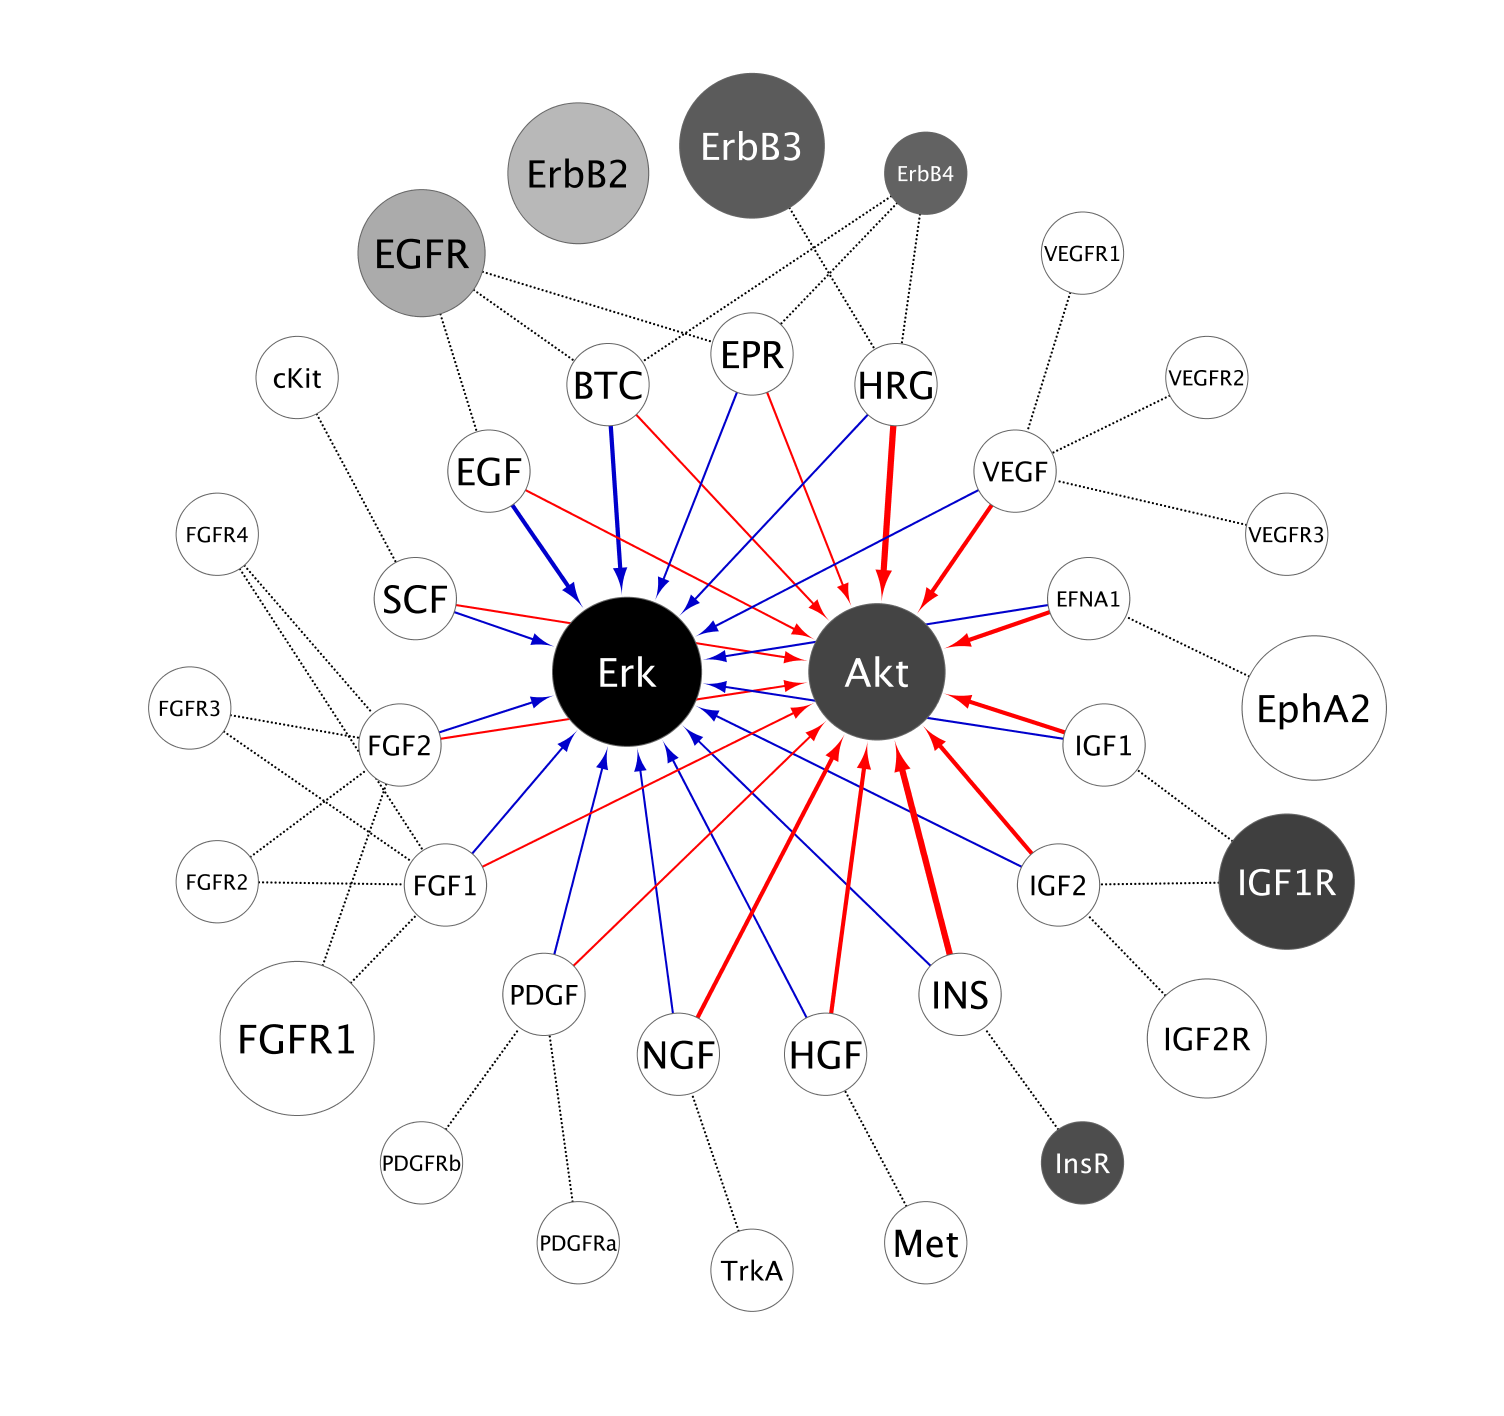 ErbB3
ErbB2
ErbB4
EGFR
VEGFR1
EPR
cKit
VEGFR2
BTC
HRG
EGF
VEGF
FGFR4
VEGFR3
SCF
EFNA1
Erk
Akt
FGFR3
EphA2
FGF2
IGF1
FGFR2
FGF1
IGF2
IGF1R
PDGF
INS
FGFR1
IGF2R
NGF
HGF
PDGFRb
InsR
PDGFRa
Met
TrkA